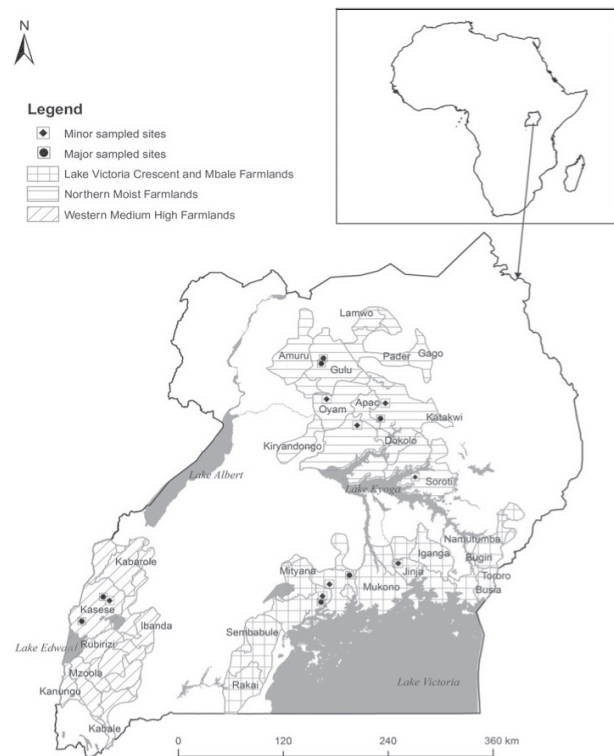 N
Legend
Minor sampled sites
Major sampled sites
Lake Victoria Crescent and Mbale Farmlands
Northern Moist Farmlands
Western Medium High Farmlands
Lamwo
Amuru
Pader
Gago
Gulu
Oyam
Apac
Katakwi
Dokolo
Kiryandongo
Lake Albert
Soroti
Lake Kyoga
Namutumba
Iganga
Bugiri
Mityana
Jinja
Tororo
Kabarole
Mukono
Busia
Kasese
Ibanda
Sembabule
Lake Edward
Rubirizi
Mzoola
Lake Victoria
Rakai
Kanungu
Kabale
0 120 240 360 km